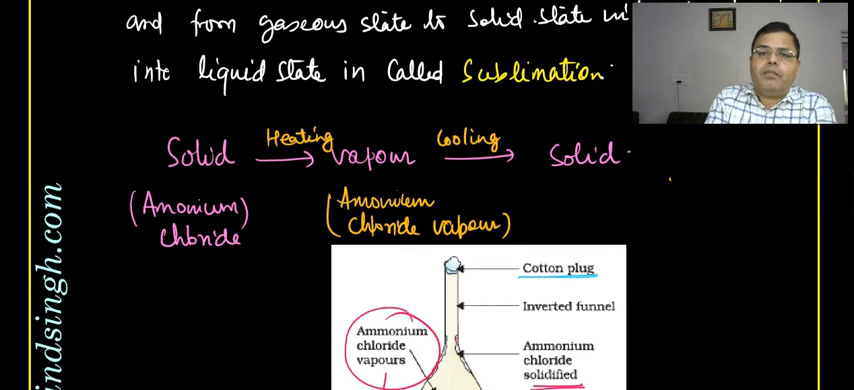 and from gaseous state to solid state
into liquid state in Called Sublimation.
Solid Heating Vapour Cooling Solid
(Amonium) Chloride
(Amonium Chloride vapour)
Cotton plug
Inverted funnel
Ammonium
chloride
vapours
Ammonium
chloride
solidified
indsingh.com